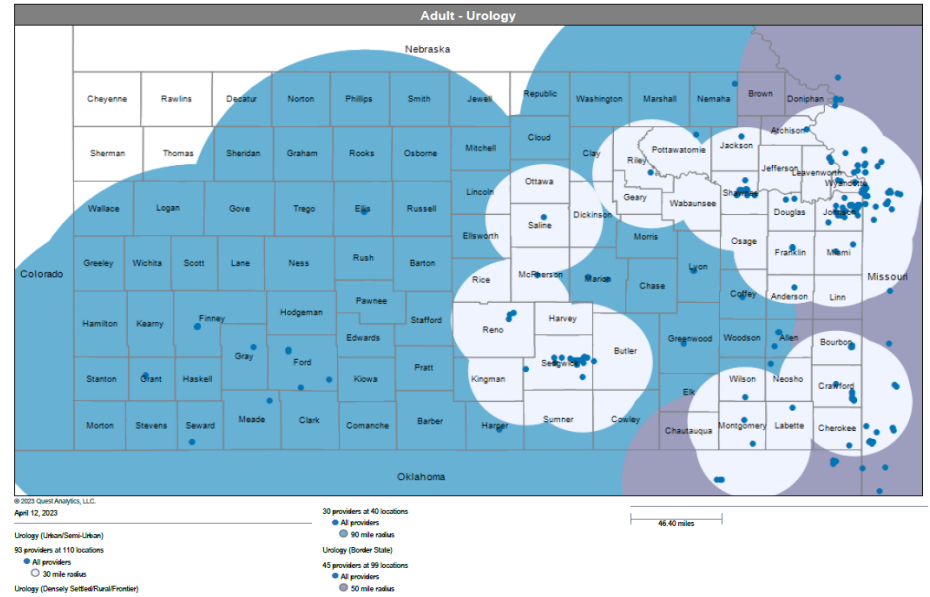 Adult - Urology
Nebraska
Cheyenne Rawlins Decatur Norton Phillips Smith Jewell Republic Washington Marshall Nemaha Brown Doniphan
Atchison
Sherman Thomas Sheridan Graham Rooks Osborne Mitchell Cloud Clay Riley Pottawatomie Jackson
Jefferson Leavenworth
Ottawa Lincoln Geary Wabaunsee Shawnee Wyandotte
Wallace Logan Gove Trego Ellis Russell Saline Dickinson Douglas Johnson
Ellsworth Morris Osage
Colorado Greeley Wichita Scott Lane Ness Rush Barton Rice McPherson Marion Chase Lyon Franklin Miami Missouri
Coffey Anderson Linn
Hamilton Kearny Finney Hodgeman Pawnee Stafford Reno Harvey
Gray Ford Edwards Sedgwick Butler Greenwood Woodson Allen Bourbon
Stanton Grant Haskell Kiowa Pratt Kingman Elk Wilson Neosho Crawford
Morton Stevens Seward Meade Clark Comanche Barber Harper Sumner Cowley Chautauqua Montgomery Labette Cherokee
Oklahoma
© 2023 Quest Analytics, LLC.
April 12, 2023
Urology (Urban/Semi-Urban)
93 providers at 110 locations
All providers
30 mile radius
Urology (Densely Settled/Rural/Frontier)
30 providers at 40 locations
All providers
90 mile radius
Urology (Border State)
45 providers at 99 locations
All providers
50 mile radius
46.40 miles